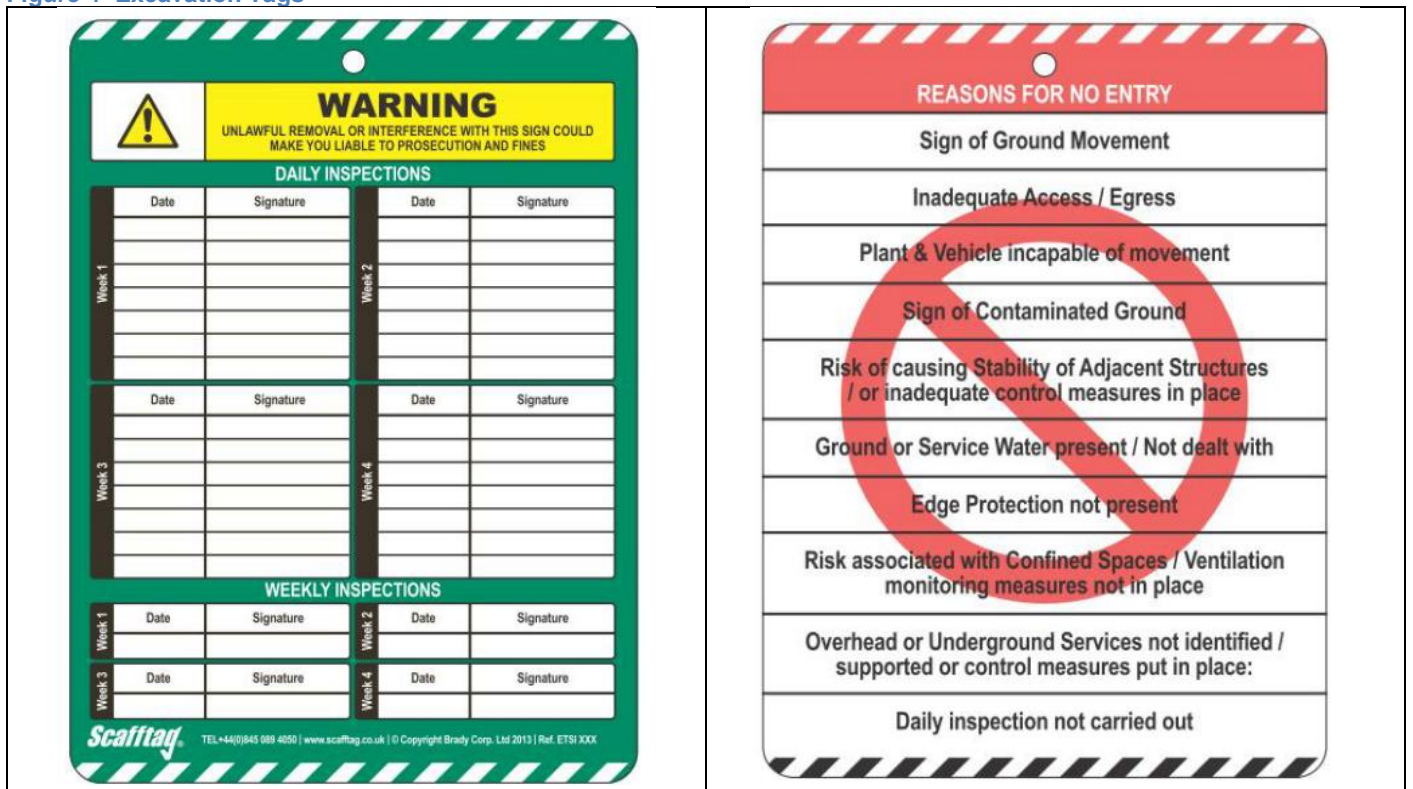 Figure 1 Excavation Tags
WARNING
UNLAWFUL REMOVAL OR INTERFERENCE WITH THIS SIGN COULD
MAKE YOU LIABLE TO PROSECUTION AND FINES
DAILY INSPECTIONS
Week 1
Date Signature
Week 2
Date Signature
Week 3
Date Signature
Week 4
Date Signature
WEEKLY INSPECTIONS
Week 1
Date Signature
Week 2
Date Signature
Week 3
Date Signature
Week 4
Date Signature
Scafftag.
TEL+44(0)845 089 4050 | www.scafftag.co.uk | © Copyright Brady Corp. Ltd 2013 | Ref. ETSI XXX
REASONS FOR NO ENTRY
Sign of Ground Movement
Inadequate Access / Egress
Plant & Vehicle incapable of movement
Sign of Contaminated Ground
Risk of causing Stability of Adjacent Structures
/ or inadequate control measures in place
Ground or Service Water present / Not dealt with
Edge Protection not present
Risk associated with Confined Spaces / Ventilation
monitoring measures not in place
Overhead or Underground Services not identified /
supported or control measures put in place:
Daily inspection not carried out